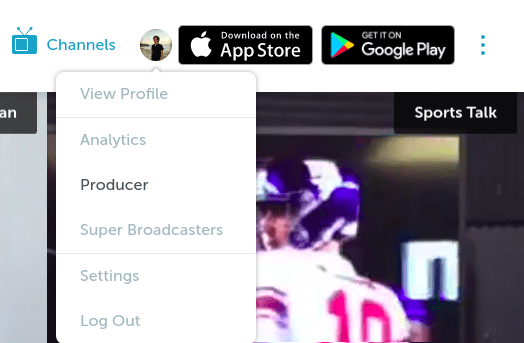 Channels
Download on the
App Store
GET IT ON
Google Play
View Profile
an
Sports Talk
Analytics
Producer
Super Broadcasters
Settings
Log Out
10